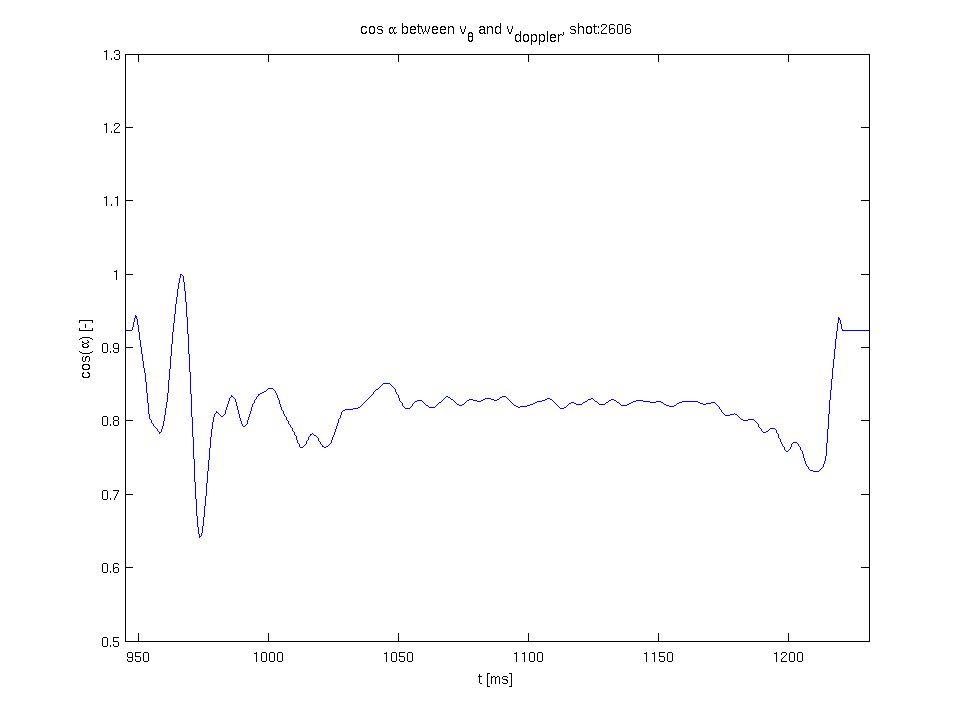 cos α between vθ and vdoppler, shot:2606
1.3
1.2
1.1
1
0.9
0.8
0.7
0.6
0.5
cos(α) [-]
950 1000 1050 1100 1150 1200
t [ms]